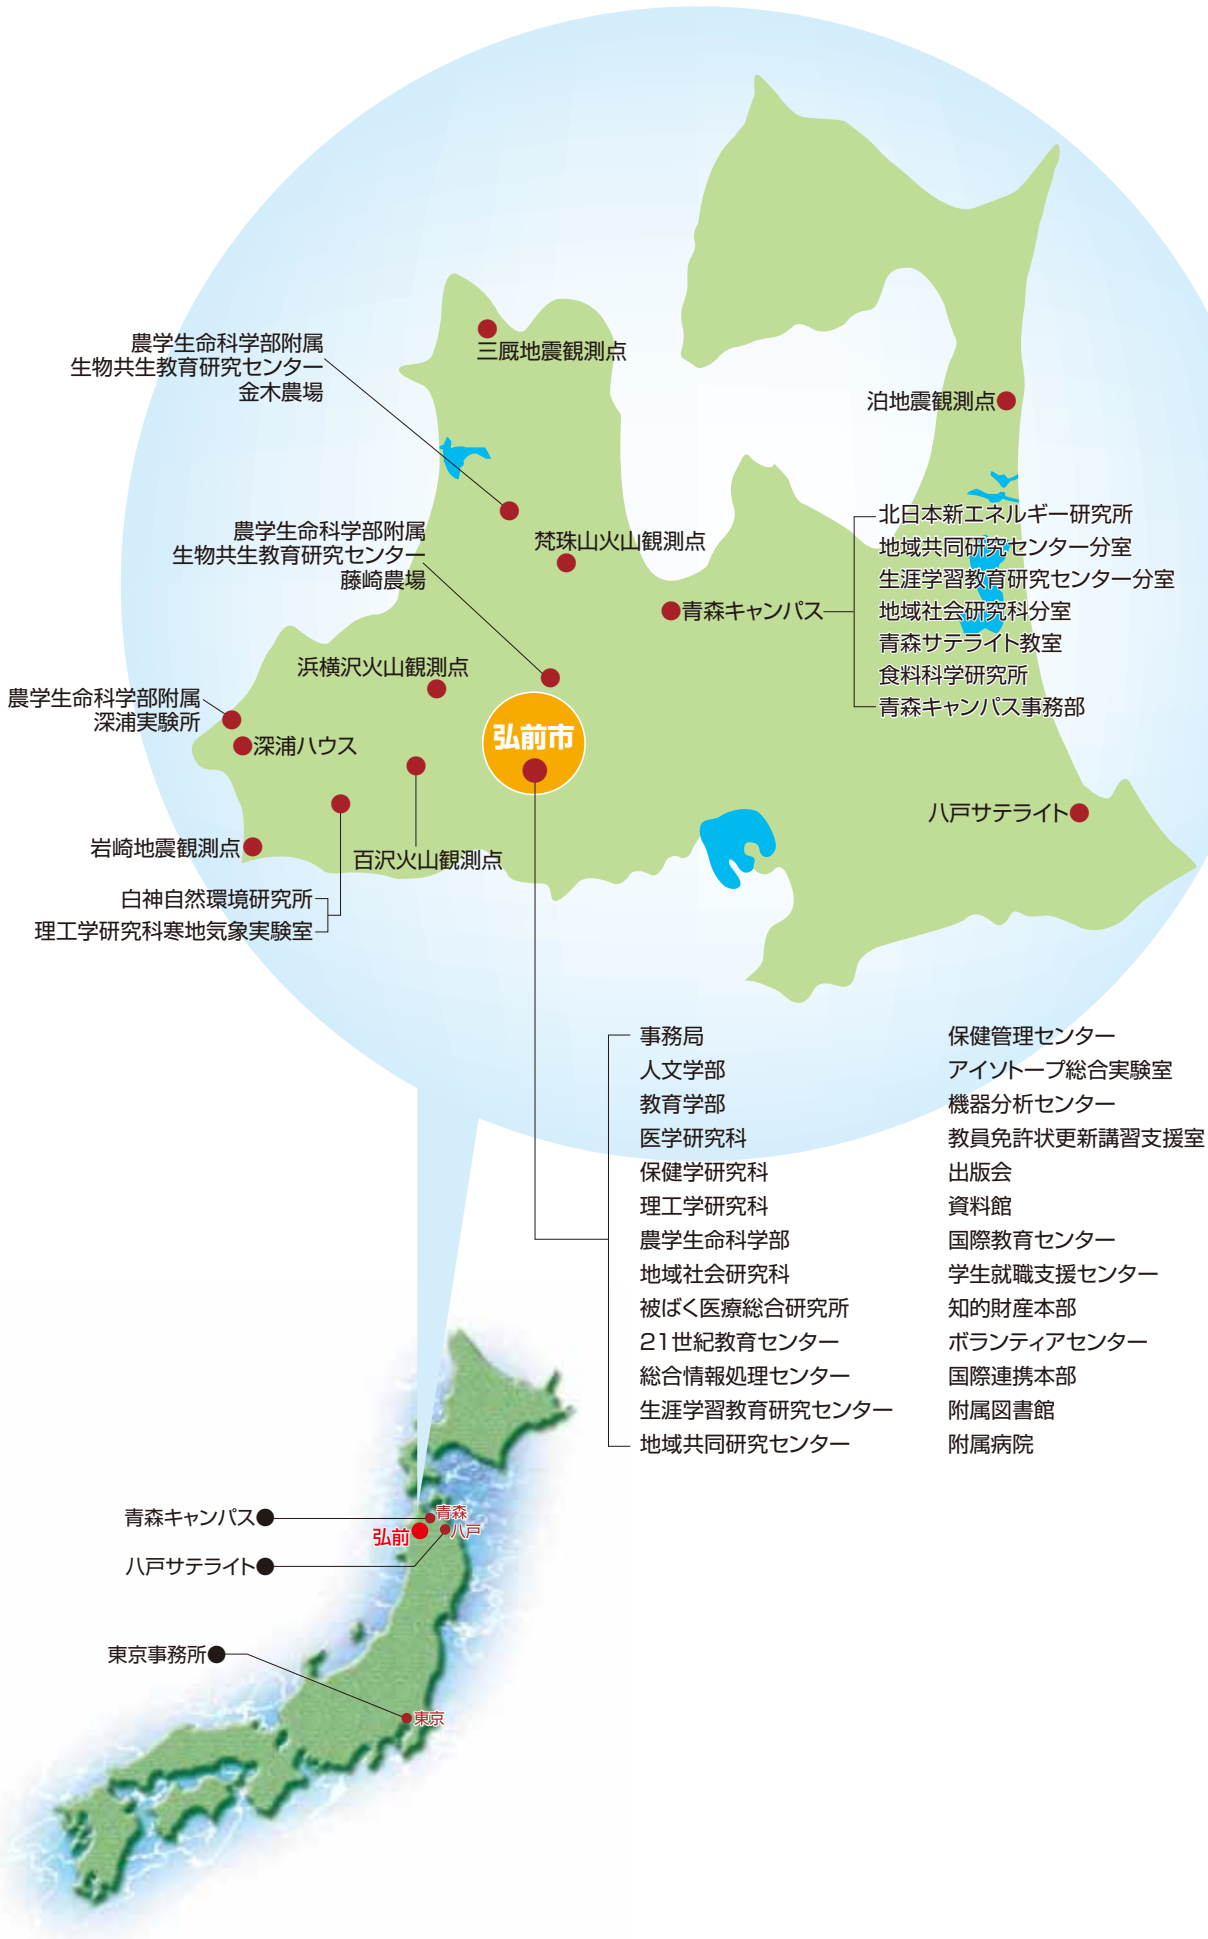 三厩地震観測点
農学生命科学部附属
生物共生教育研究センター
金木農場
泊地震観測点
農学生命科学部附属
生物共生教育研究センター
藤崎農場
梵珠山火山観測点
青森キャンパス
北日本新エネルギー研究所
地域共同研究センター分室
生涯学習教育研究センター分室
地域社会研究科分室
青森サテライト教室
食料科学研究所
青森キャンパス事務部
浜横沢火山観測点
農学生命科学部附属
深浦実験所
深浦ハウス
弘前市
八戸サテライト
岩崎地震観測点
百沢火山観測点
白神自然環境研究所
理工学研究科寒地気象実験室
事務局
人文学部
教育学部
医学研究科
保健学研究科
理工学研究科
農学生命科学部
地域社会研究科
被ばく医療総合研究所
21世紀教育センター
総合情報処理センター
生涯学習教育研究センター
地域共同研究センター
保健管理センター
アイソトープ総合実験室
機器分析センター
教員免許状更新講習支援室
出版会
資料館
国際教育センター
学生就職支援センター
知的財産本部
ボランティアセンター
国際連携本部
附属図書館
附属病院
青森キャンパス
青森
弘前
八戸
八戸サテライト
東京事務所
東京